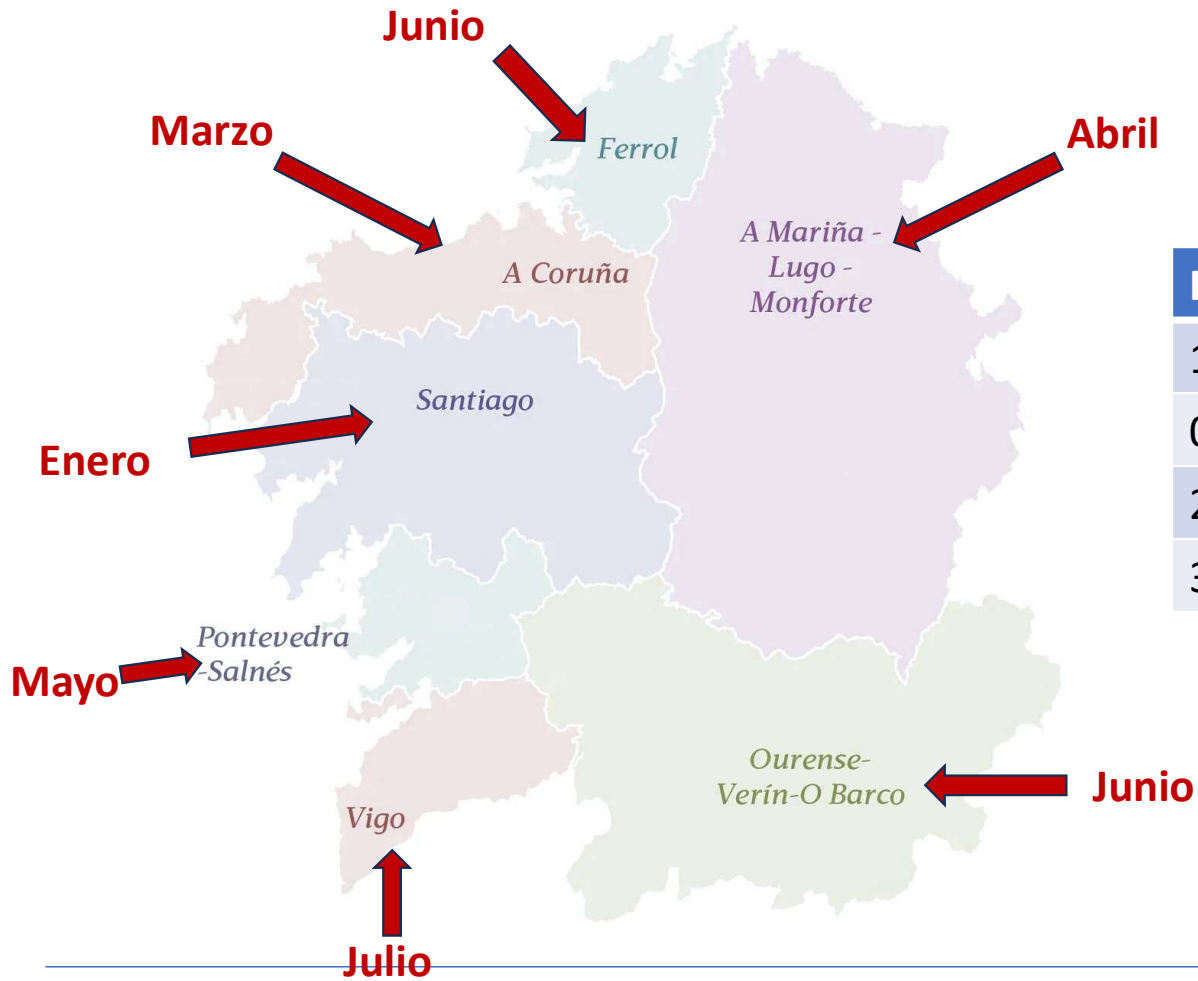 Junio
Marzo
Abril
Ferrol
A Mariña -
Lugo -
Monforte
A Coruña
Santiago
Enero
Pontevedra
-Salnés
Mayo
Ourense-
Verín-O Barco
Junio
Vigo
Julio